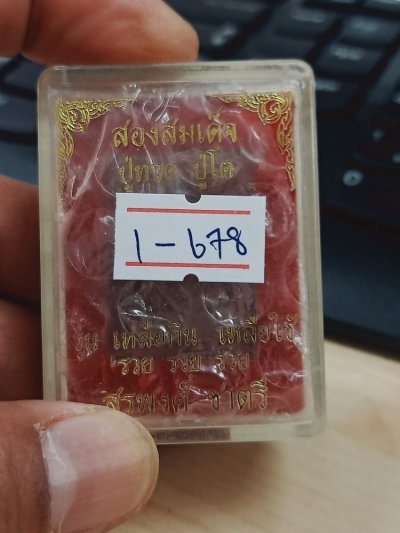 สองสมเด็จ
ปู่ทวด ปู่โต
1-678
รุ่น เหลือกิน เหลือใช้
รวย รวย รวย
สรพงศ์ ชาตรี